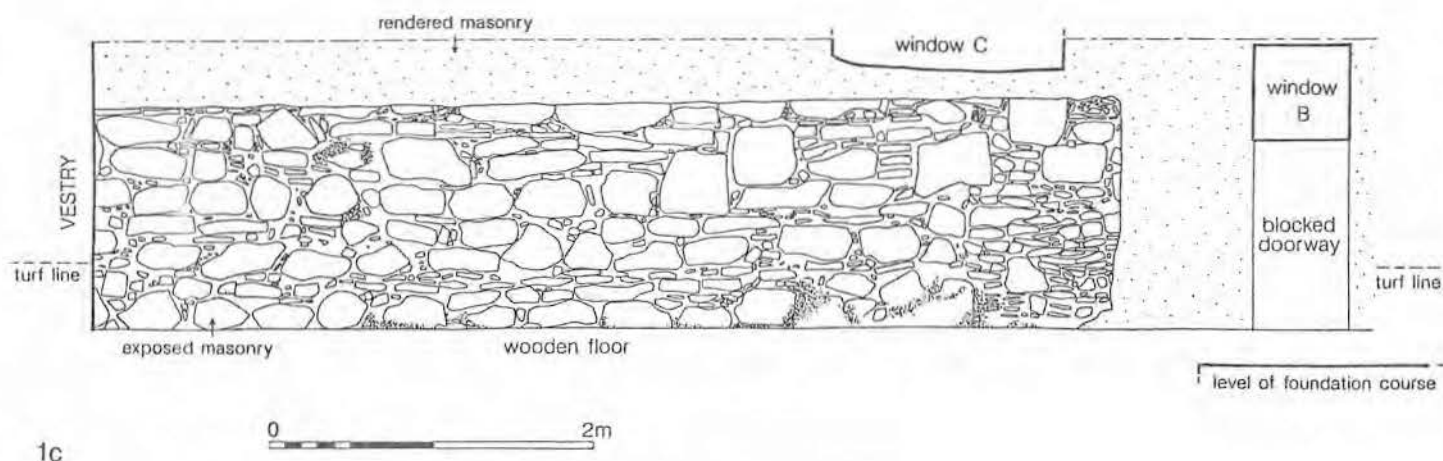 rendered masonry
window C
window
B
VESTRY
blocked
doorway
turf line
turf line
exposed masonry
wooden floor
level of foundation course
0 2m
1c